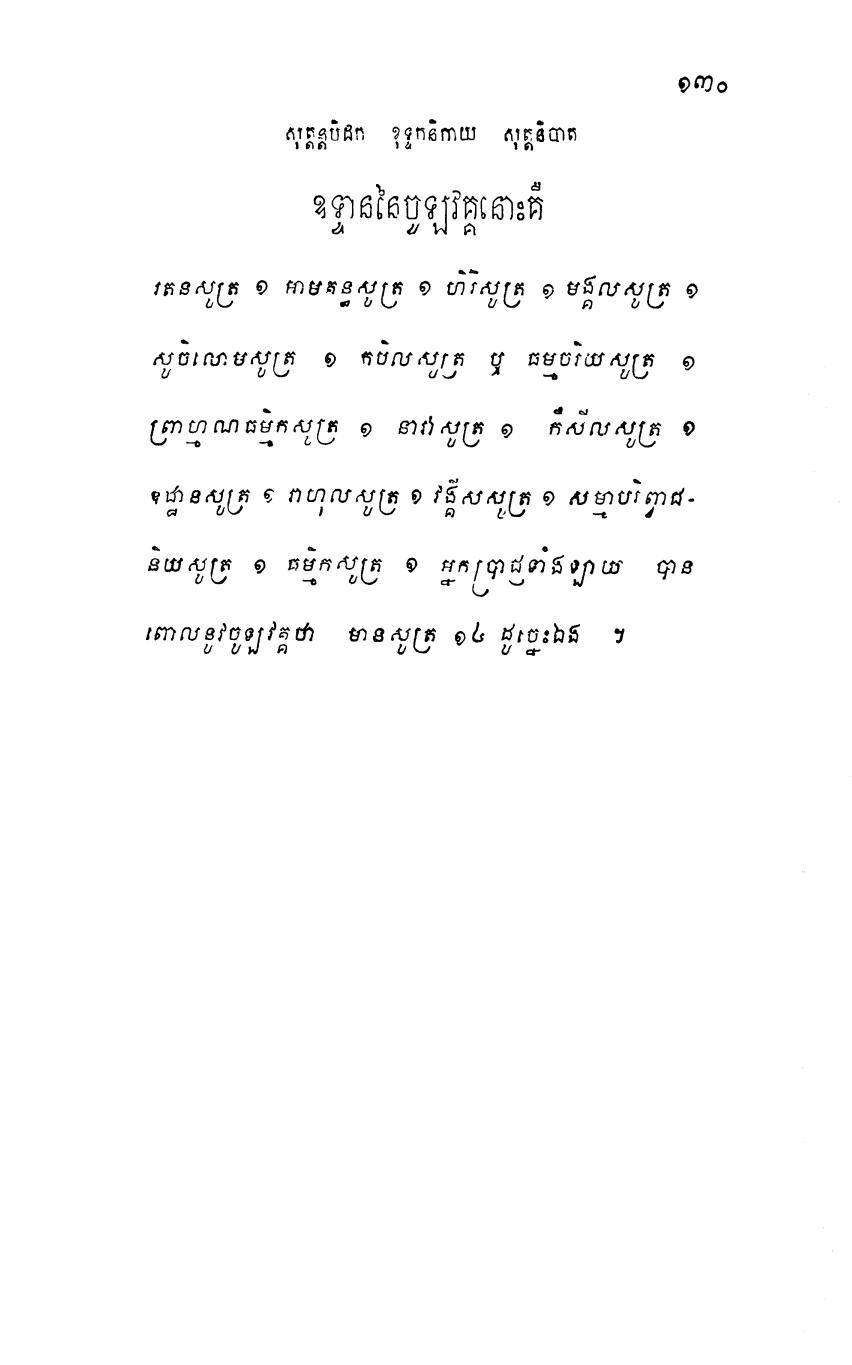 ១៣០
សុត្តន្តបិដក ខុទ្ទកនិកាយ សុត្តនិបាត
ឧទ្ទាននៃចូឡវគ្គនោះគឺ
រតនសូត្រ ១ អាមគន្ធសូត្រ ១ ហិរិសូត្រ ១ មង្គលសូត្រ ១
សូចិលោមសូត្រ ១ កបិលសូត្រ ឬ ធម្មចរិយសូត្រ ១
ព្រាហ្មណធម្មិកសូត្រ ១ នាវាសូត្រ ១ កឹសីលសូត្រ ១
ឧដ្ឋានសូត្រ ១ រាហុលសូត្រ ១ វង្គីសសូត្រ ១ សម្មាបរិព្វាជ-
និយសូត្រ ១ ធម្មិកសូត្រ ១ អ្នកប្រាជ្ញទាំងឡាយ បាន
ពោលនូវចូឡវគ្គថា មានសូត្រ ១៤ ដូច្នេះឯង ។